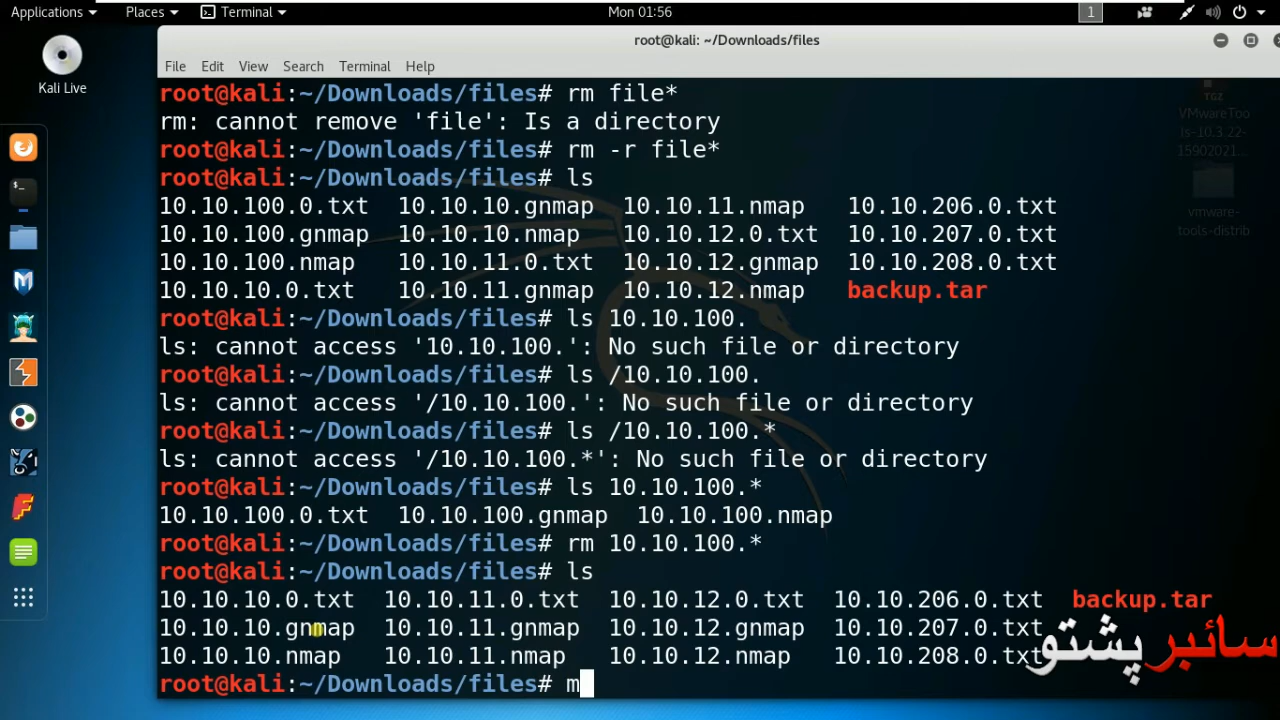 Applications Places Terminal Mon 01:56 1
root@kali: ~/Downloads/files
Kali Live
File Edit View Search Terminal Help
root@kali:~/Downloads/files# rm file*
rm: cannot remove 'file': Is a directory
root@kali:~/Downloads/files# rm -r file*
root@kali:~/Downloads/files# ls
10.10.100.0.txt 10.10.10.gnmap 10.10.11.nmap 10.10.206.0.txt
10.10.100.gnmap 10.10.10.nmap 10.10.12.0.txt 10.10.207.0.txt
10.10.100.nmap 10.10.11.0.txt 10.10.12.gnmap 10.10.208.0.txt
10.10.10.0.txt 10.10.11.gnmap 10.10.12.nmap backup.tar
root@kali:~/Downloads/files# ls 10.10.100.
ls: cannot access '10.10.100.': No such file or directory
root@kali:~/Downloads/files# ls /10.10.100.
ls: cannot access '/10.10.100.': No such file or directory
root@kali:~/Downloads/files# ls /10.10.100.*
ls: cannot access '/10.10.100.*': No such file or directory
root@kali:~/Downloads/files# ls 10.10.100.*
10.10.100.0.txt 10.10.100.gnmap 10.10.100.nmap
root@kali:~/Downloads/files# rm 10.10.100.*
root@kali:~/Downloads/files# ls
10.10.10.0.txt 10.10.11.0.txt 10.10.12.0.txt 10.10.206.0.txt backup.tar
10.10.10.gnmap 10.10.11.gnmap 10.10.12.gnmap 10.10.207.0.txt
10.10.10.nmap 10.10.11.nmap 10.10.12.nmap 10.10.208.0.txt
root@kali:~/Downloads/files# m
TGZ
VMwareToo
ls-10.3.22-
15902021...
vmware-
tools-distrib
سائبر پشتو